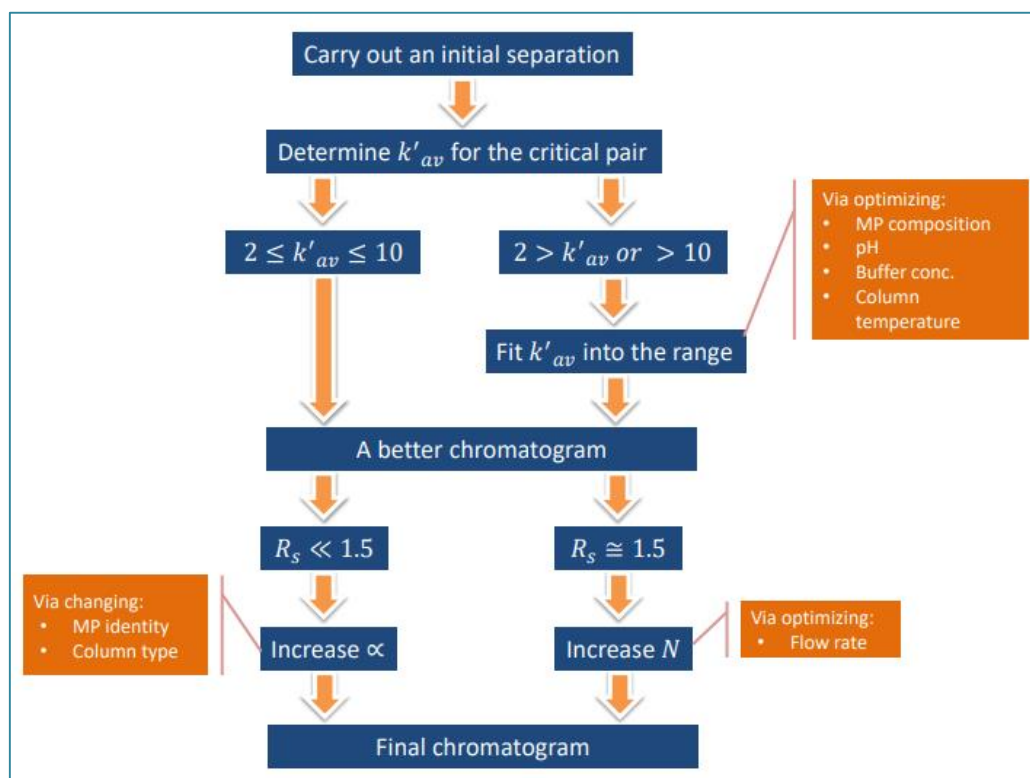 Carry out an initial separation
Determine k'av for the critical pair
Via optimizing:
• MP composition
• pH
• Buffer conc.
• Column
temperature
2 ≤ k'av ≤ 10
2 > k'av or > 10
Fit k'av into the range
A better chromatogram
Rs ≪ 1.5
Rs ≅ 1.5
Via changing:
• MP identity
• Column type
Increase ∝
Increase N
Via optimizing:
• Flow rate
Final chromatogram